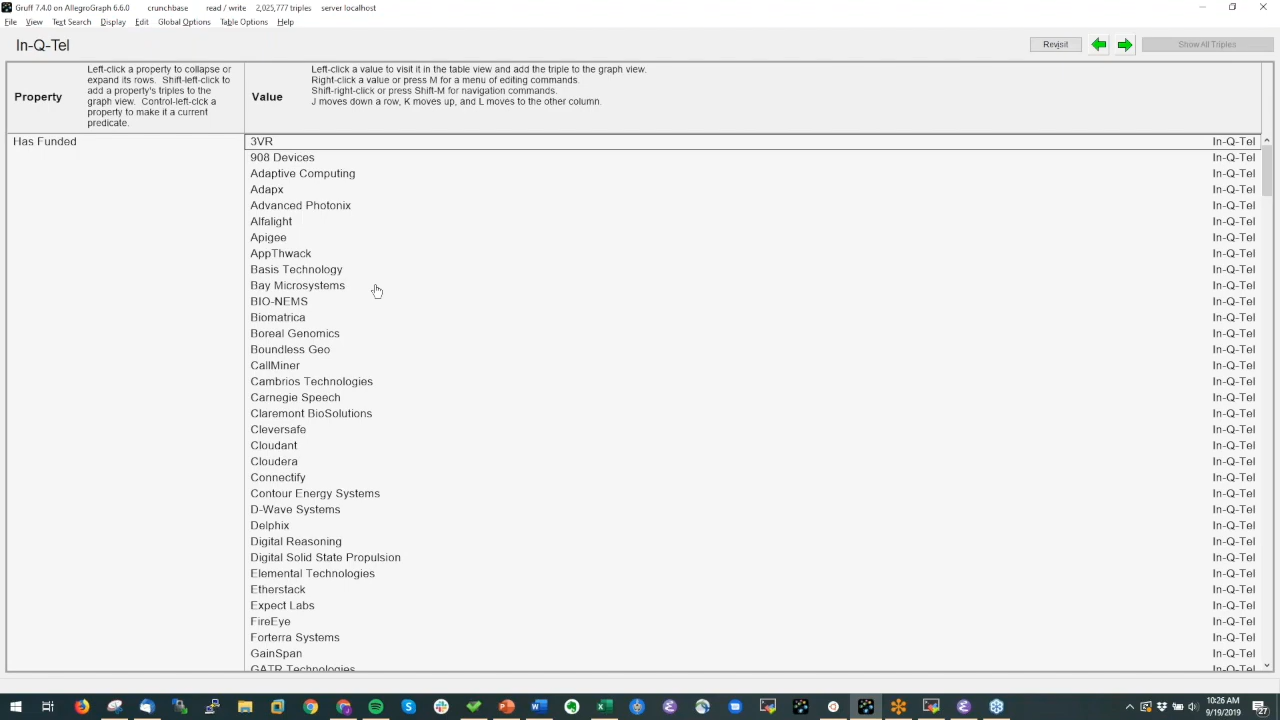 Gruff 7.4.0 on AllegroGraph 6.6.0 crunchbase read / write 2,025,777 triples server localhost
File View Text Search Display Edit Global Options Table Options Help
In-Q-Tel Revisit Show All Triples
Property
Left-click a property to collapse or
expand its rows. Shift-left-click to
add a property's triples to the
graph view. Control-left-click a
property to make it a current
predicate.
Value
Left-click a value to visit it in the table view and add the triple to the graph view.
Right-click a value or press M for a menu of editing commands.
Shift-right-click or press Shift-M for navigation commands.
J moves down a row, K moves up, and L moves to the other column.
Has Funded 3VR In-Q-Tel
908 Devices In-Q-Tel
Adaptive Computing In-Q-Tel
Adapx In-Q-Tel
Advanced Photonix In-Q-Tel
Alfalight In-Q-Tel
Apigee In-Q-Tel
AppThwack In-Q-Tel
Basis Technology In-Q-Tel
Bay Microsystems In-Q-Tel
BIO-NEMS In-Q-Tel
Biomatrica In-Q-Tel
Boreal Genomics In-Q-Tel
Boundless Geo In-Q-Tel
CallMiner In-Q-Tel
Cambrios Technologies In-Q-Tel
Carnegie Speech In-Q-Tel
Claremont BioSolutions In-Q-Tel
Cleversafe In-Q-Tel
Cloudant In-Q-Tel
Cloudera In-Q-Tel
Connectify In-Q-Tel
Contour Energy Systems In-Q-Tel
D-Wave Systems In-Q-Tel
Delphix In-Q-Tel
Digital Reasoning In-Q-Tel
Digital Solid State Propulsion In-Q-Tel
Elemental Technologies In-Q-Tel
Etherstack In-Q-Tel
Expect Labs In-Q-Tel
FireEye In-Q-Tel
Forterra Systems In-Q-Tel
GainSpan In-Q-Tel
GATR Technologies In-Q-Tel
10:26 AM
9/19/2019